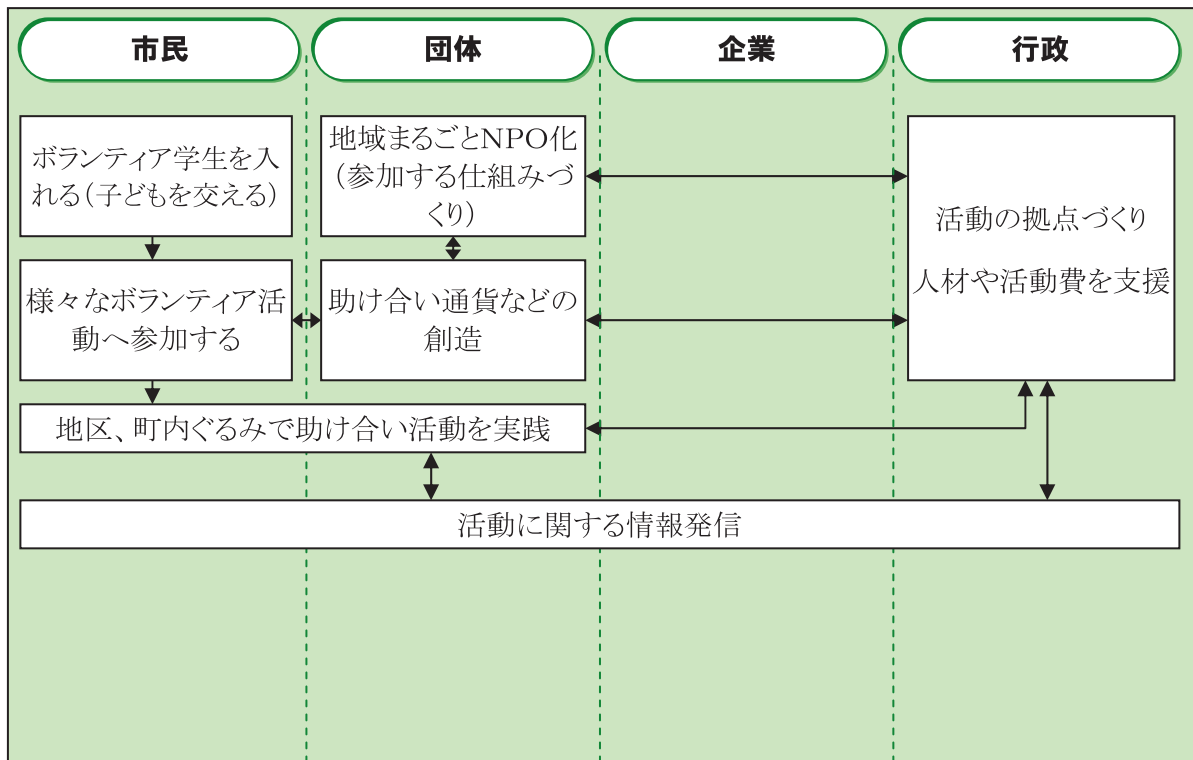 市民
団体
企業
行政
ボランティア学生を入
れる(子どもを交える)
地域まるごとNPO化
(参加する仕組みづ
くり)
活動の拠点づくり
人材や活動費を支援
様々なボランティア活
動へ参加する
助け合い通貨などの
創造
地区、町内ぐるみで助け合い活動を実践
活動に関する情報発信